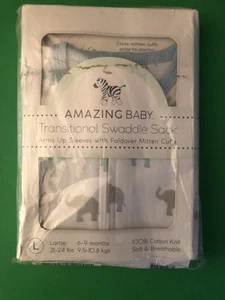 AMAZING BABY
Transitional Swaddle Sack
Arms Up Sleeves with Foldover Mitten Cuffs
L
Large: 6-9 months
21-24 lbs 9.5-10.8 kgs
100% Cotton Knit
Soft & Breathable